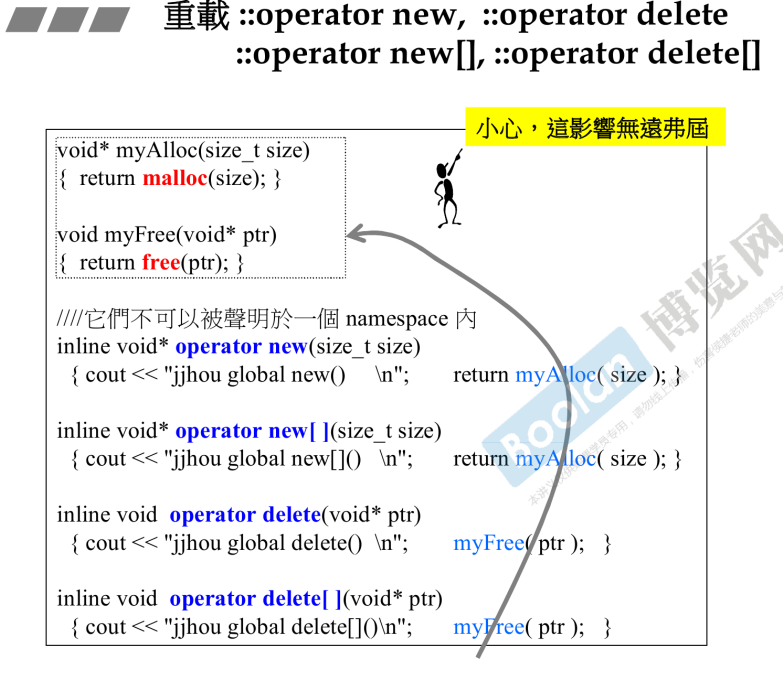 重載 ::operator new, ::operator delete
::operator new[], ::operator delete[]
小心，這影響無遠弗屆
void* myAlloc(size_t size)
{ return malloc(size); }
void myFree(void* ptr)
{ return free(ptr); }
////它們不可以被聲明於一個 namespace 內
inline void* operator new(size_t size)
{ cout << "jjhou global new() \n"; return myAlloc( size ); }
inline void* operator new[ ](size_t size)
{ cout << "jjhou global new[]() \n"; return myAlloc( size ); }
inline void operator delete(void* ptr)
{ cout << "jjhou global delete() \n"; myFree( ptr ); }
inline void operator delete[ ](void* ptr)
{ cout << "jjhou global delete[]()\n"; myFree( ptr ); }
Boolan 博览网